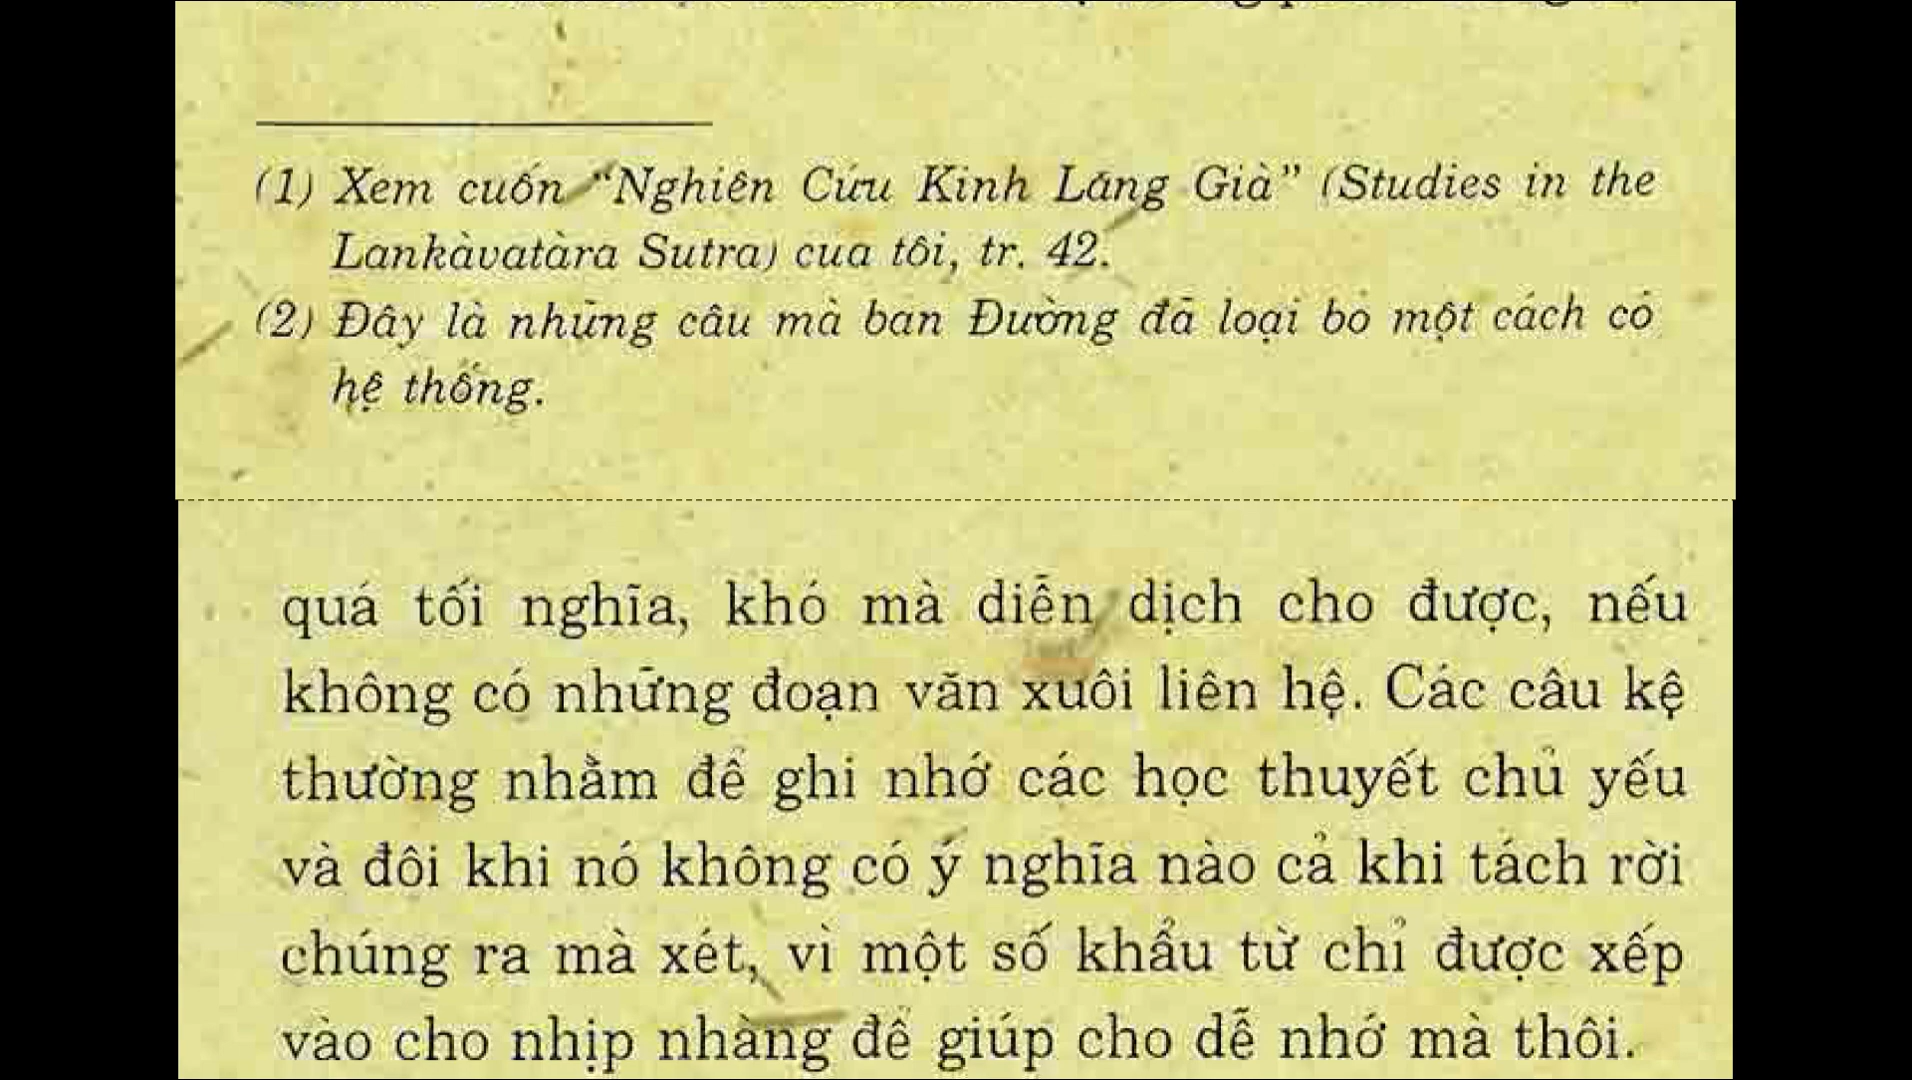 (1) Xem cuốn “Nghiên Cứu Kinh Lăng Già” (Studies in the
Lankàvatàra Sutra) của tôi, tr. 42.
(2) Đây là những câu mà bản Đường đã loại bỏ một cách có
hệ thống.
quá tối nghĩa, khó mà diễn dịch cho được, nếu
không có những đoạn văn xuôi liên hệ. Các câu kệ
thường nhằm để ghi nhớ các học thuyết chủ yếu
và đôi khi nó không có ý nghĩa nào cả khi tách rời
chúng ra mà xét, vì một số khẩu từ chỉ được xếp
vào cho nhịp nhàng để giúp cho dễ nhớ mà thôi.